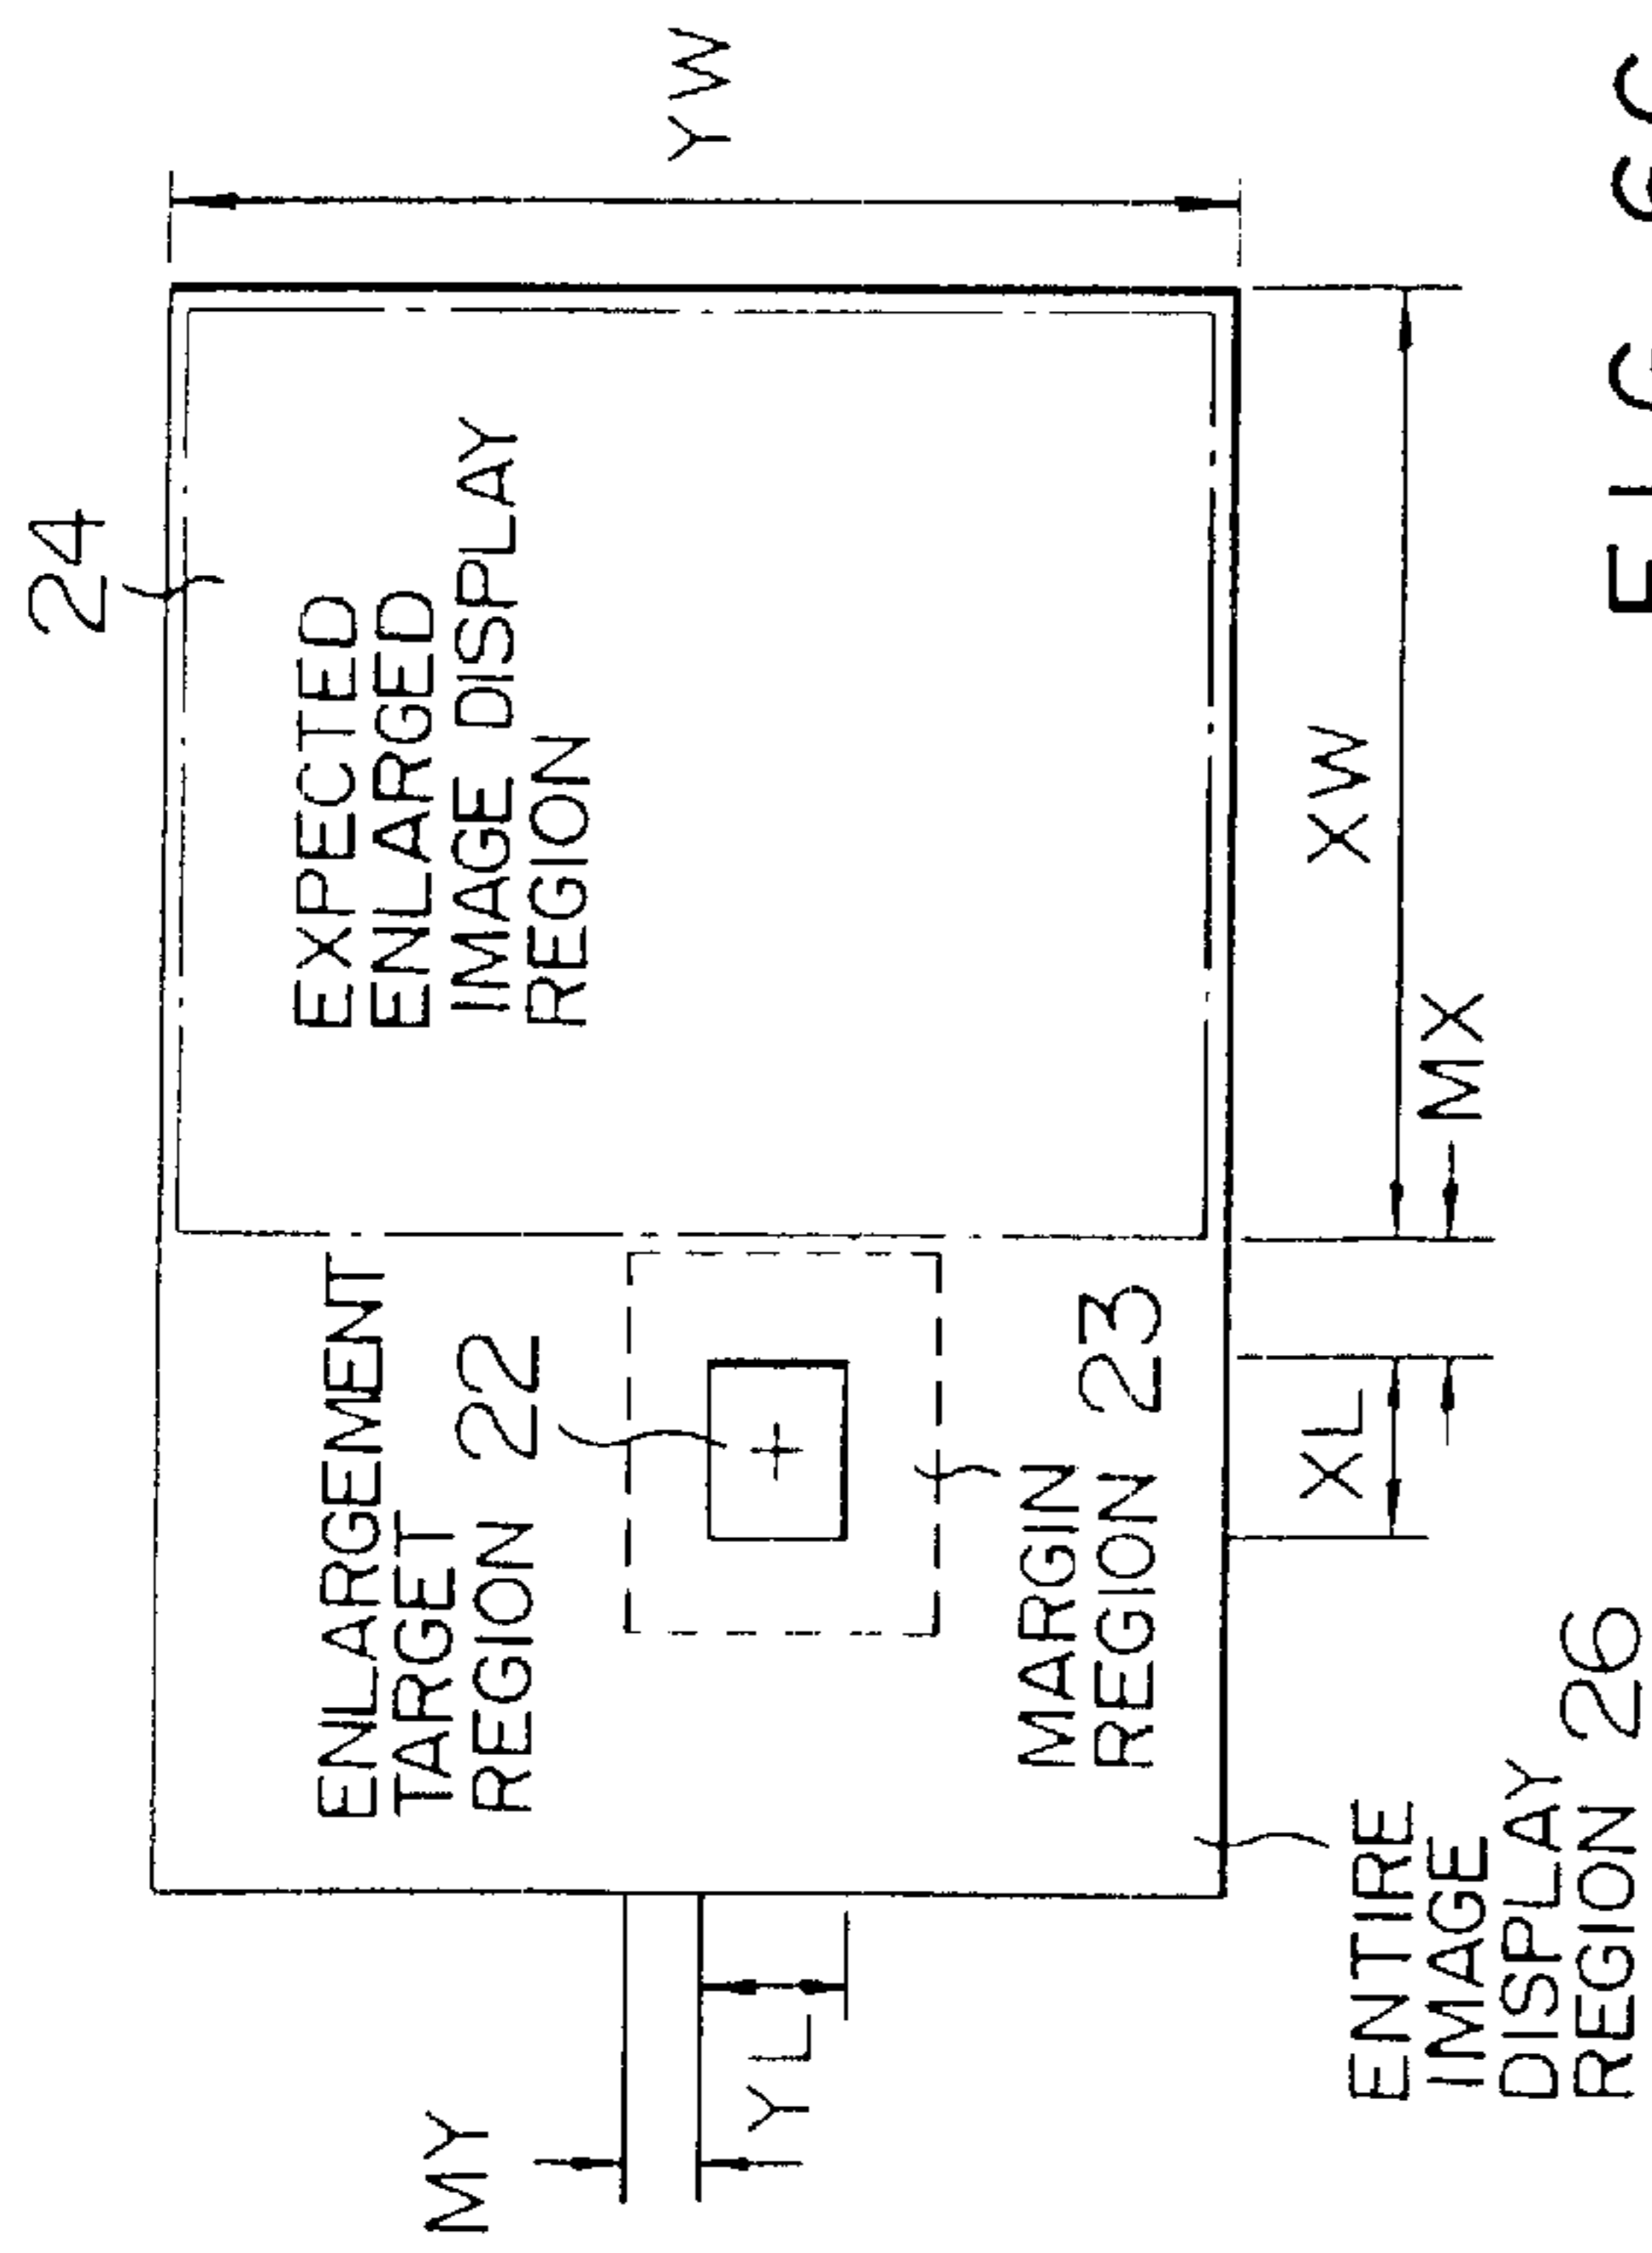 24
EXPECTED
ENLARGED
IMAGE DISPLAY
REGION
ENLARGEMENT
TARGET
REGION 22
MY
YL
YW
MARGIN
REGION 23
XL
XW
MX
ENTIRE
IMAGE
DISPLAY
REGION 26